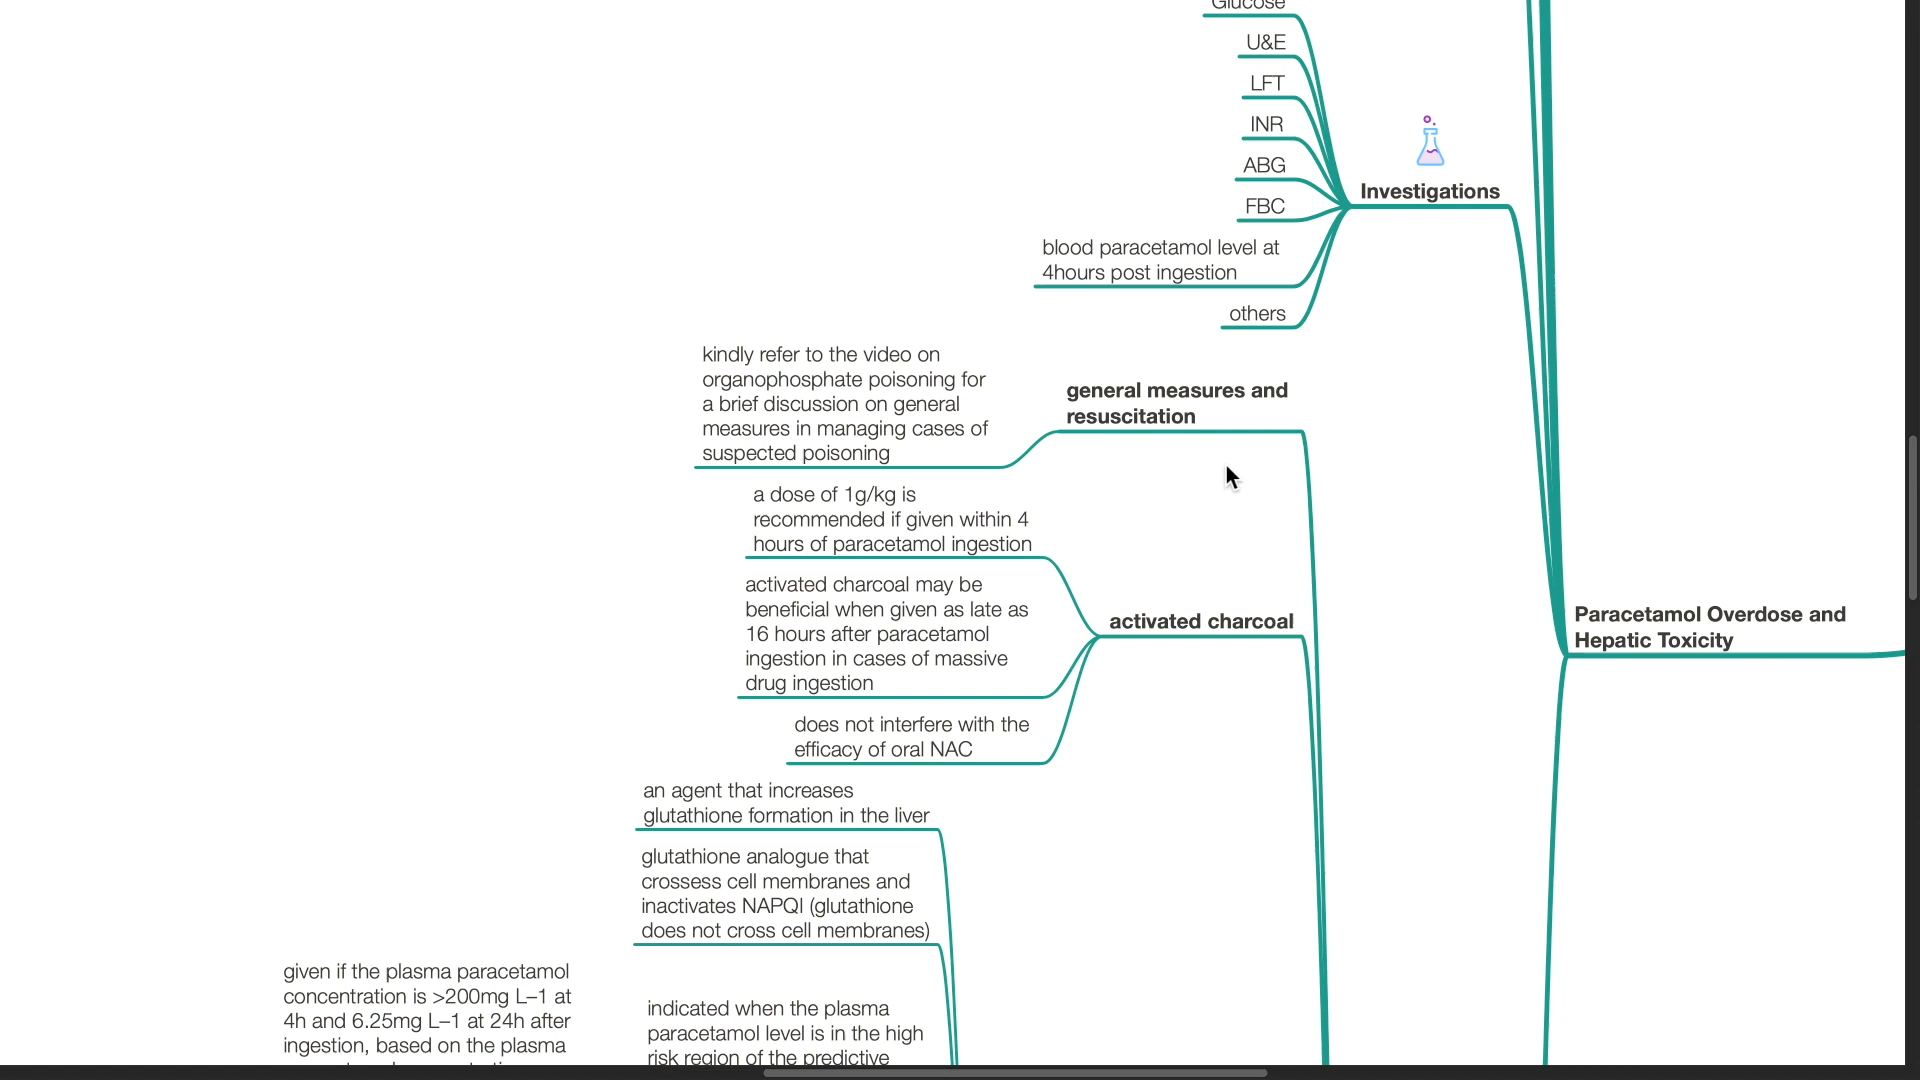 Glucose
U&E
LFT
INR
ABG
Investigations
FBC
blood paracetamol level at
4hours post ingestion
others
kindly refer to the video on
organophosphate poisoning for
a brief discussion on general
measures in managing cases of
suspected poisoning
general measures and
resuscitation
a dose of 1g/kg is
recommended if given within 4
hours of paracetamol ingestion
activated charcoal may be
beneficial when given as late as
16 hours after paracetamol
ingestion in cases of massive
drug ingestion
activated charcoal
does not interfere with the
efficacy of oral NAC
Paracetamol Overdose and
Hepatic Toxicity
an agent that increases
glutathione formation in the liver
glutathione analogue that
crossess cell membranes and
inactivates NAPQI (glutathione
does not cross cell membranes)
given if the plasma paracetamol
concentration is >200mg L–1 at
4h and 6.25mg L–1 at 24h after
ingestion, based on the plasma
indicated when the plasma
paracetamol level is in the high
risk region of the predictive